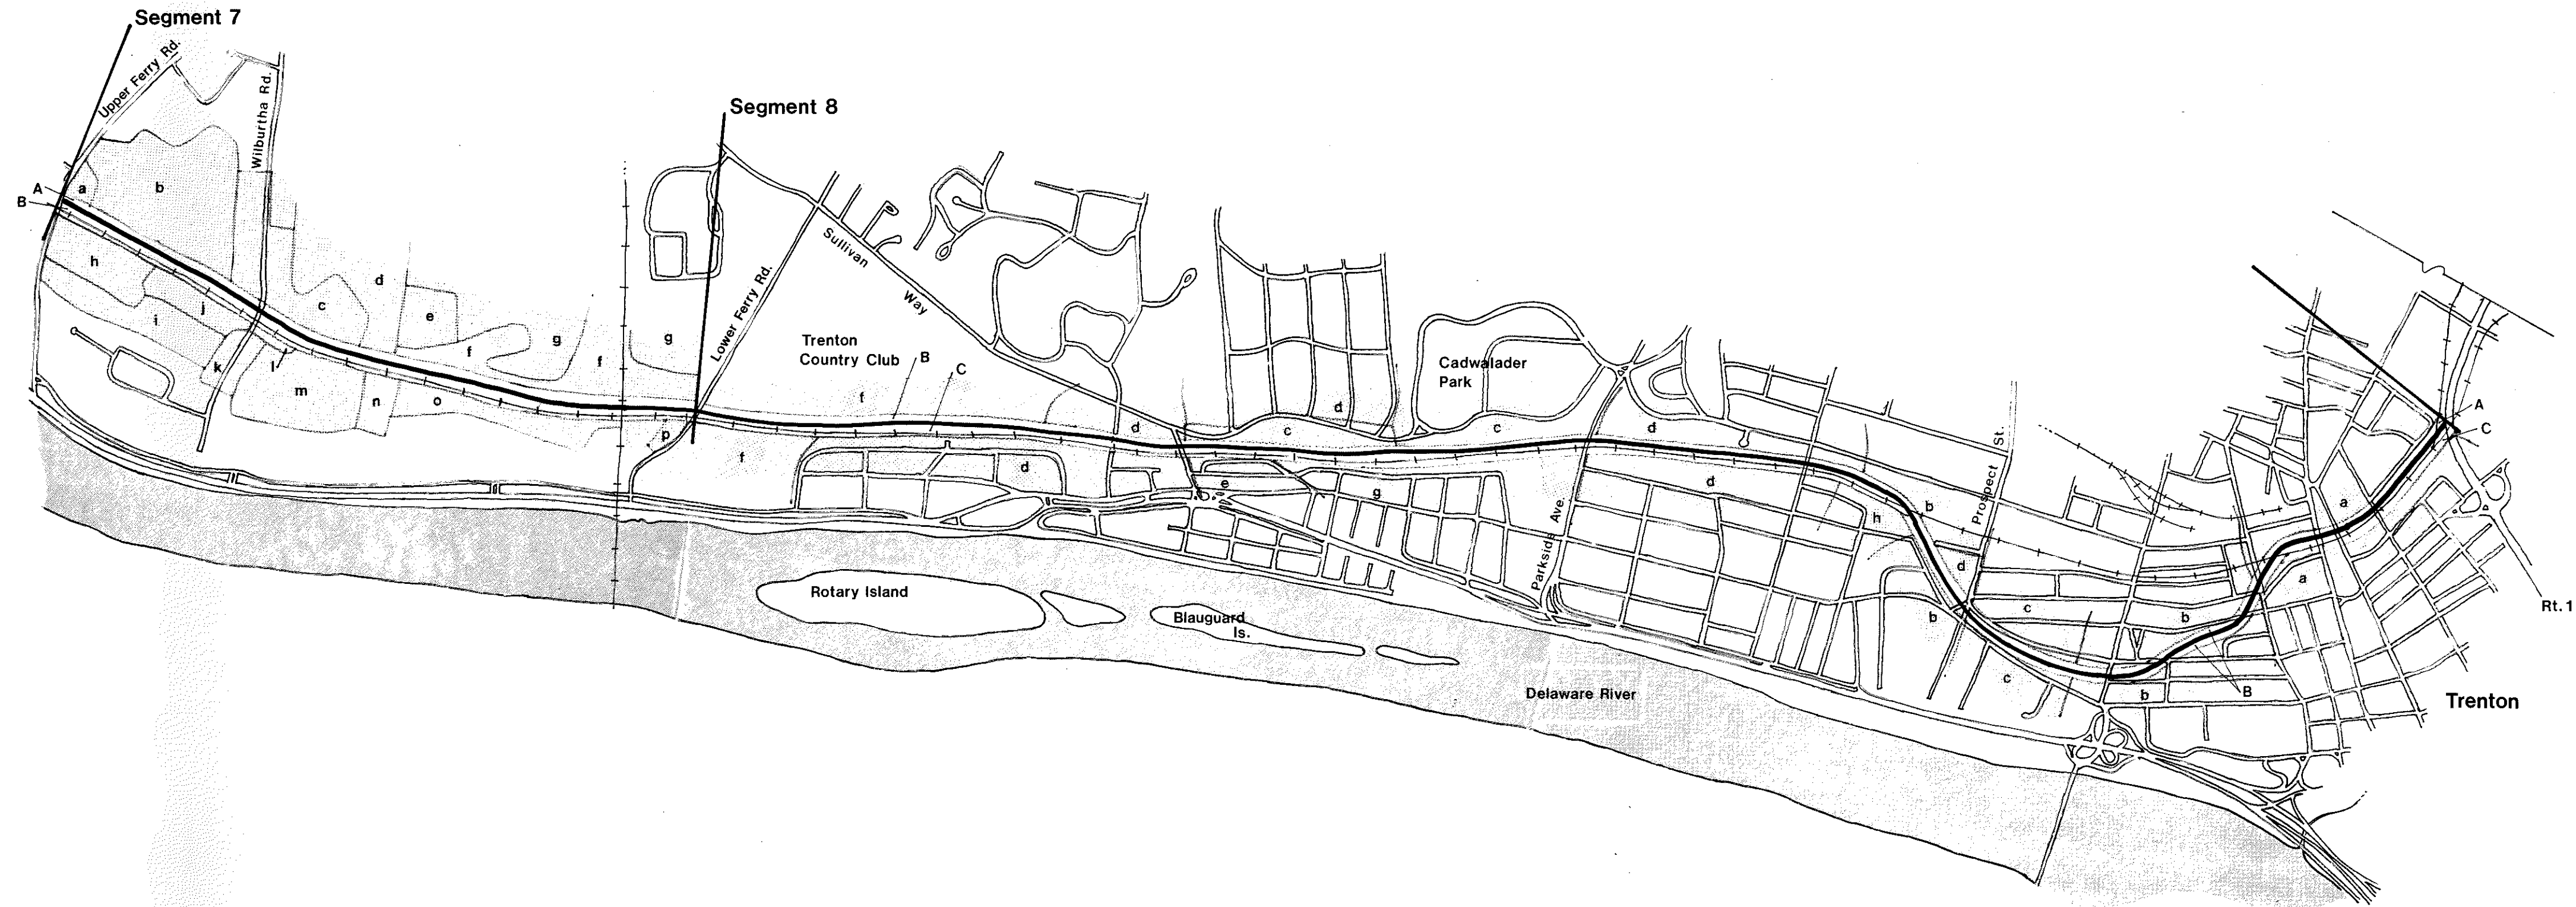 Segment 7
Upper Ferry Rd.
Wilburtha Rd.
Segment 8
A
B
a
b
h
i
j
k
l
m
n
o
p
c
d
e
f
g
f
g
Lower Ferry Rd.
Sullivan
Way
Trenton
Country Club
B
C
f
f
d
d
e
c
d
g
Cadwalader
Park
c
d
d
Parkside Ave.
h
b
Prospect St.
d
b
c
c
b
b
B
a
a
A
C
Rt. 1
Trenton
Rotary Island
Blauguard
Is.
Delaware River